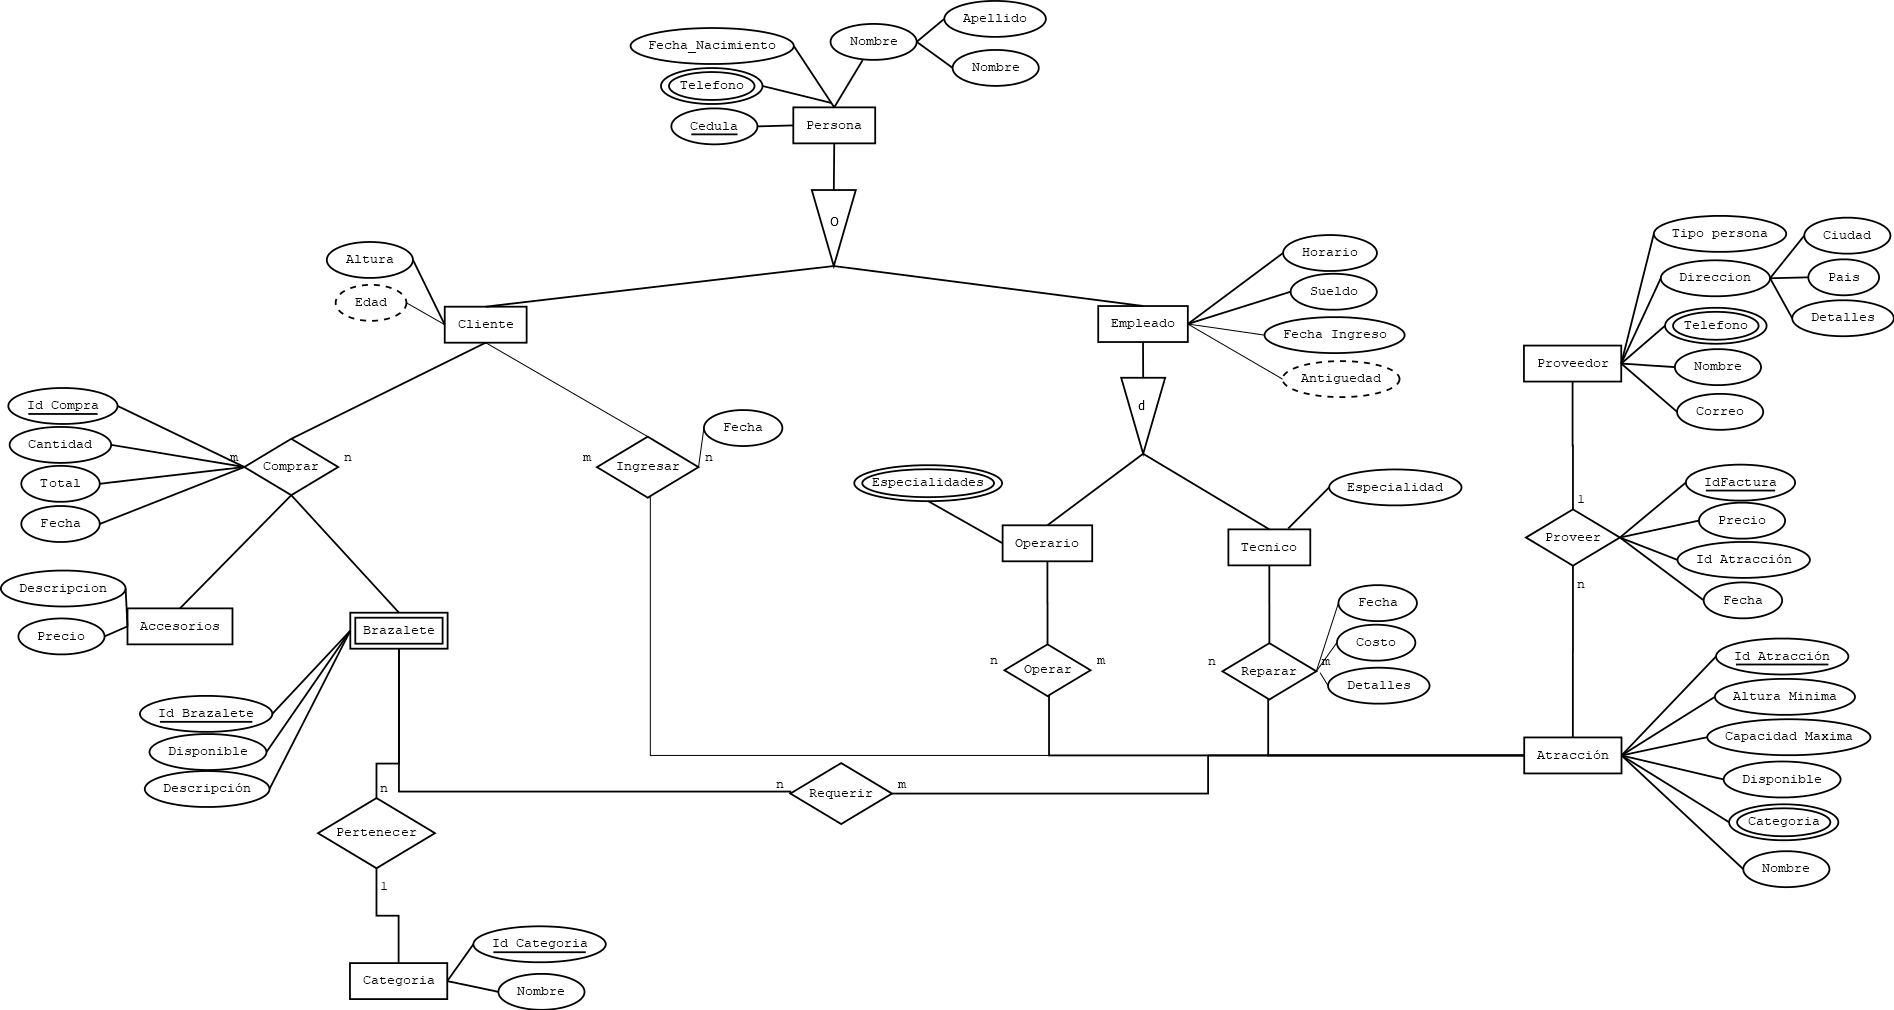 Apellido
Nombre
Fecha_Nacimiento
Nombre
Telefono
Cedula
Persona
O
Altura
Edad
Cliente
Horario
Sueldo
Empleado
Fecha Ingreso
Antiguedad
d
Tipo persona
Ciudad
Direccion
Pais
Telefono
Detalles
Proveedor
Nombre
Correo
Id Compra
Cantidad
Total
Fecha
m
Comprar
n
Fecha
m
Ingresar
n
Especialidades
Operario
Especialidad
Tecnico
1
IdFactura
Precio
Proveer
Id Atracción
n
Fecha
Descripcion
Precio
Accesorios
Brazalete
Fecha
Costo
Detalles
n
Operar
m
n
Reparar
m
Id Brazalete
Disponible
Descripción
Id Atracción
Altura Minima
Capacidad Maxima
Atracción
Disponible
Categoria
Nombre
n
Requerir
m
n
Pertenecer
1
Id Categoria
Categoria
Nombre